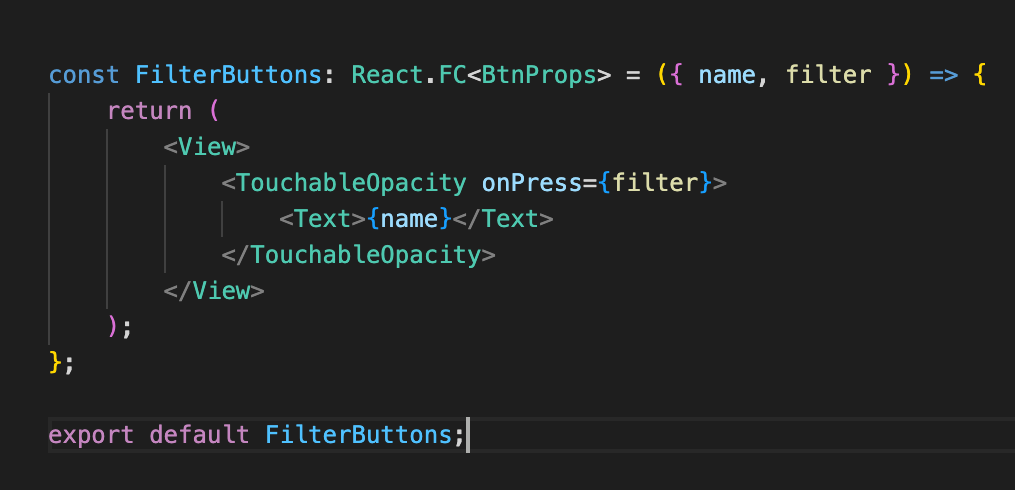 const FilterButtons: React.FC<BtnProps> = ({ name, filter }) => {
    return (
        <View>
            <TouchableOpacity onPress={filter}>
                <Text>{name}</Text>
            </TouchableOpacity>
        </View>
    );
};
export default FilterButtons;